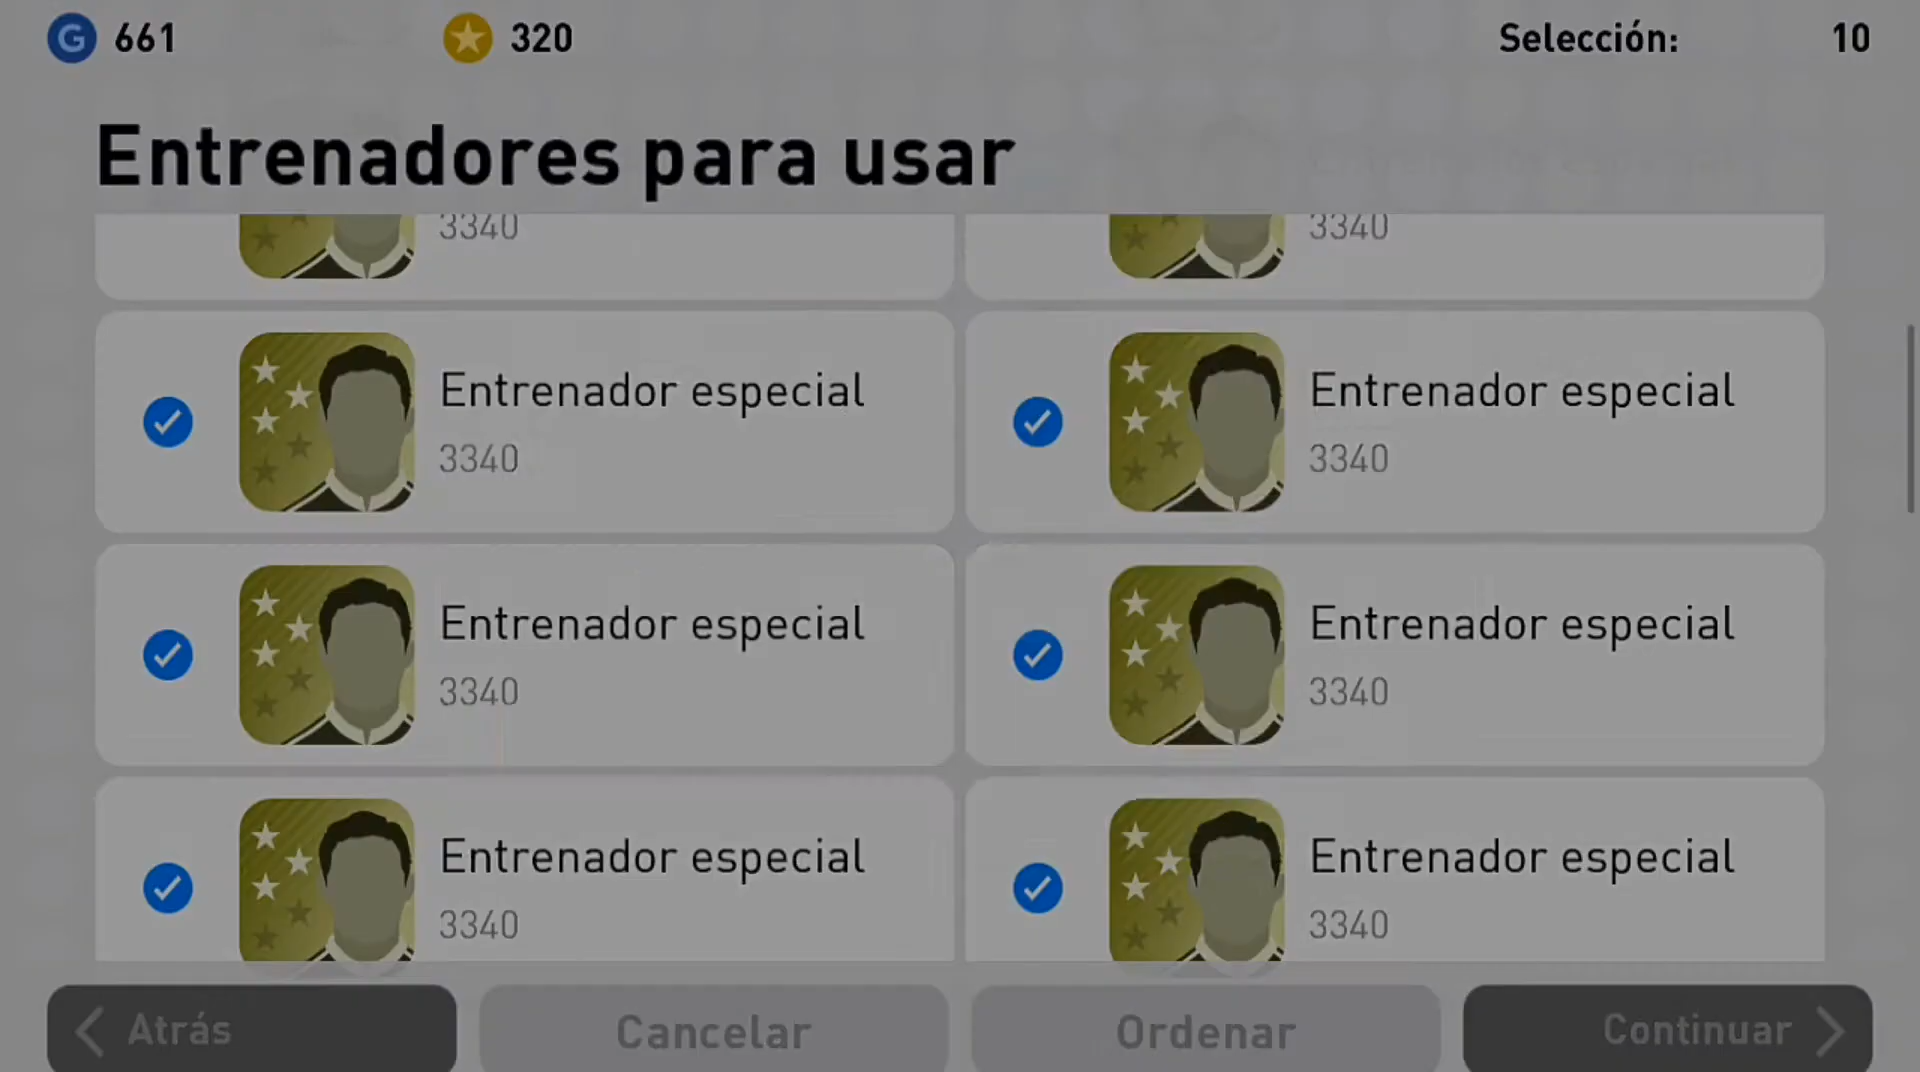 G 661 320 Selección: 10
Entrenadores para usar
3340 3340
Entrenador especial Entrenador especial
3340 3340
Entrenador especial Entrenador especial
3340 3340
Entrenador especial Entrenador especial
3340 3340
Atrás Cancelar Ordenar Continuar